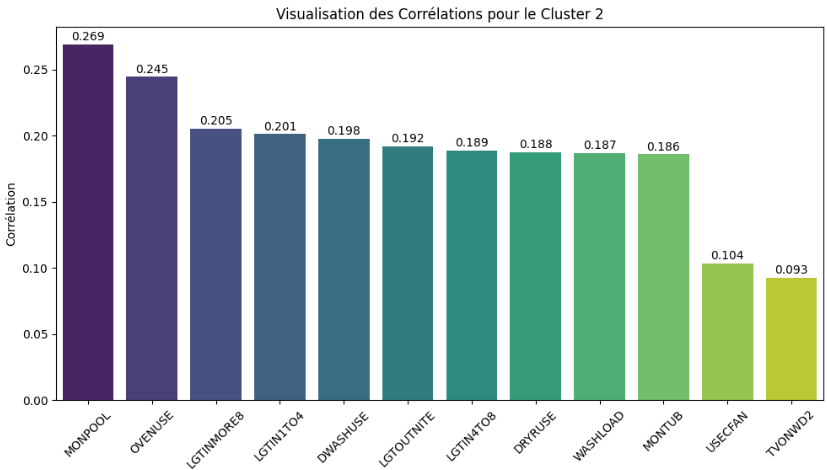 Visualisation des Corrélations pour le Cluster 2
Corrélation
0.25
0.20
0.15
0.10
0.05
0.00
0.269
0.245
0.205
0.201
0.198
0.192
0.189
0.188
0.187
0.186
0.104
0.093
MONPOOL
OVENUSE
LGTINMORE8
LGTIN1TO4
DWASHUSE
LGTOUTNITE
LGTIN4TO8
DRYRUSE
WASHLOAD
MONTUB
USECFAN
TVONWD2